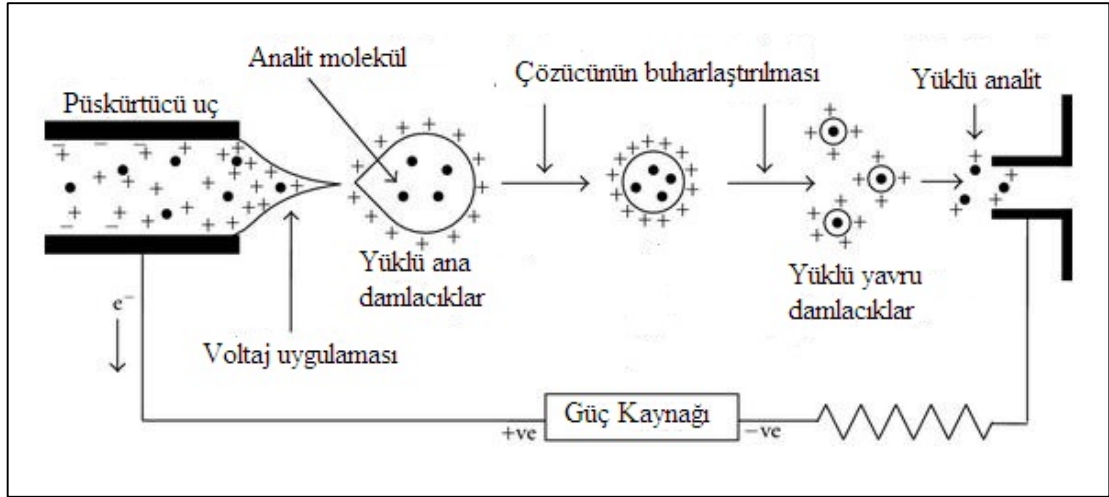 Analit molekül
Çözücünün buharlaştırılması
Yüklü analit
Püskürtücü uç
Yüklü ana
damlacıklar
Yüklü yavru
damlacıklar
e⁻
Voltaj uygulaması
Güç Kaynağı
+ve
−ve